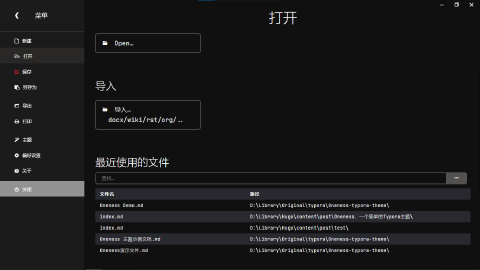 菜单
新建
打开
保存
另存为
导出
打印
主题
偏好设置
关于
关闭
打开
Open…
导入
导入…
docx/wiki/rst/org/..
最近使用的文件
文件名 路径
Oneness Demo.md D:\Library\Original\typora\Oneness-typora-theme\
index.md D:\Library\Hugo\content\post\Oneness, 一个简单的Typora主题\
index.md D:\Library\Hugo\content\post\test\
Oneness 主题示例文档.md D:\Library\Original\typora\Oneness-typora-theme\
Oneness演示文件.md D:\Library\Original\typora\Oneness-typora-theme\